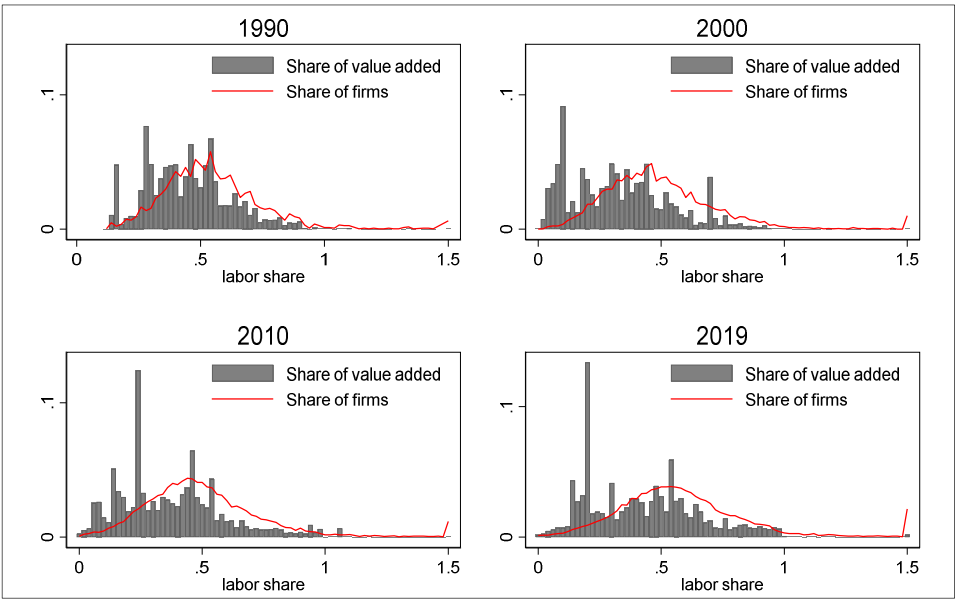 1990
Share of value added
Share of firms
.1
0
0 .5 1 1.5
labor share
2000
Share of value added
Share of firms
.1
0
0 .5 1 1.5
labor share
2010
Share of value added
Share of firms
.1
0
0 .5 1 1.5
labor share
2019
Share of value added
Share of firms
.1
0
0 .5 1 1.5
labor share